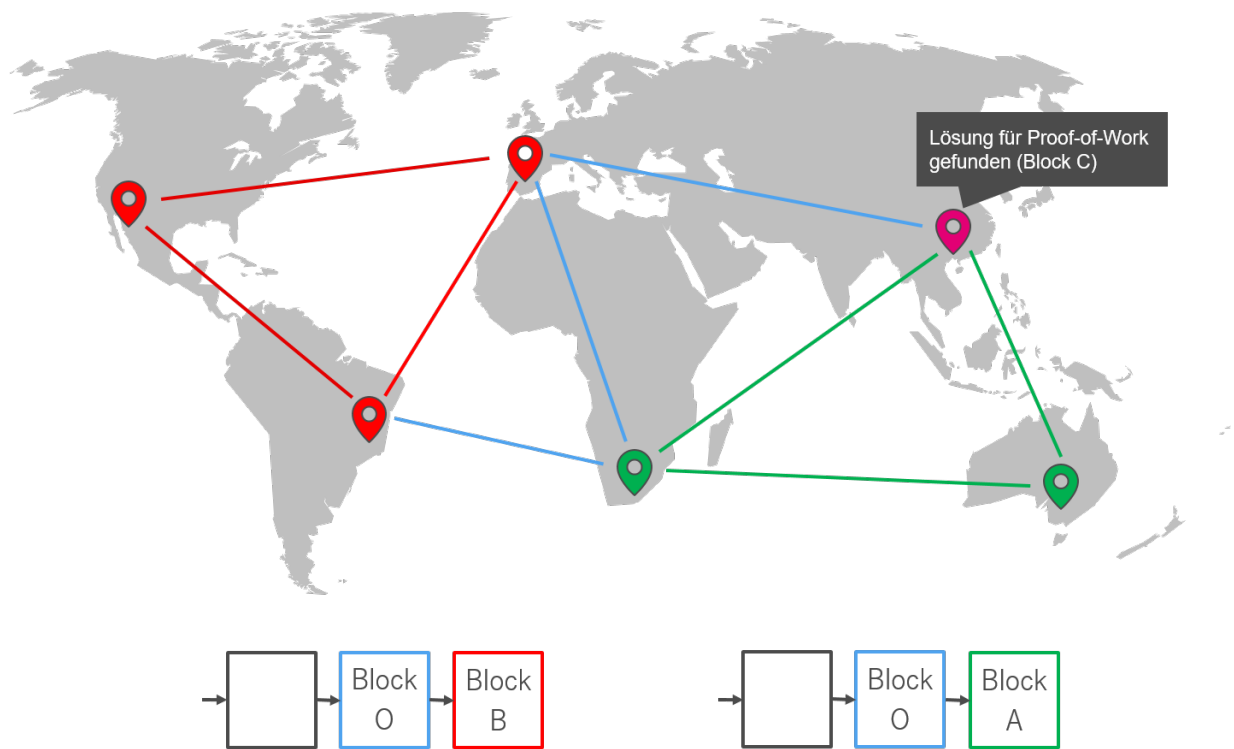 Lösung für Proof-of-Work
gefunden (Block C)
Block
O
Block
B
Block
O
Block
A